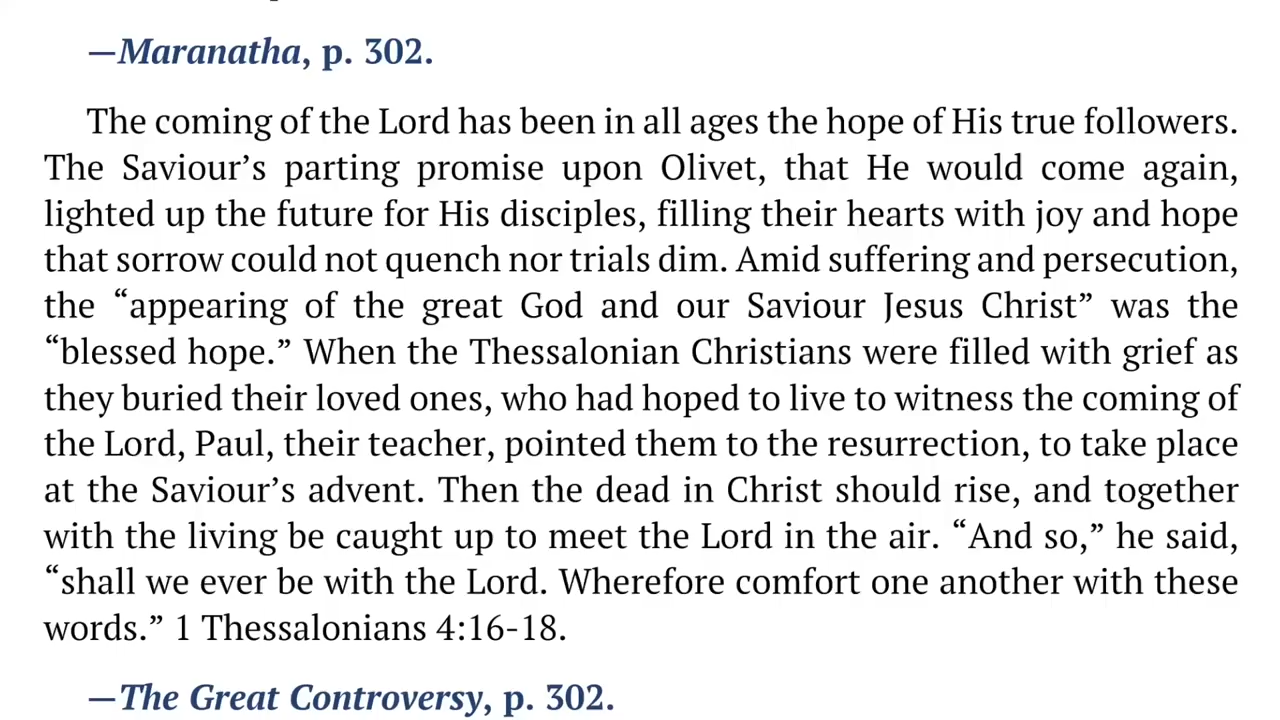 —Maranatha, p. 302.
The coming of the Lord has been in all ages the hope of His true followers.
The Saviour’s parting promise upon Olivet, that He would come again,
lighted up the future for His disciples, filling their hearts with joy and hope
that sorrow could not quench nor trials dim. Amid suffering and persecution,
the “appearing of the great God and our Saviour Jesus Christ” was the
“blessed hope.” When the Thessalonian Christians were filled with grief as
they buried their loved ones, who had hoped to live to witness the coming of
the Lord, Paul, their teacher, pointed them to the resurrection, to take place
at the Saviour’s advent. Then the dead in Christ should rise, and together
with the living be caught up to meet the Lord in the air. “And so,” he said,
“shall we ever be with the Lord. Wherefore comfort one another with these
words.” 1 Thessalonians 4:16-18.
—The Great Controversy, p. 302.